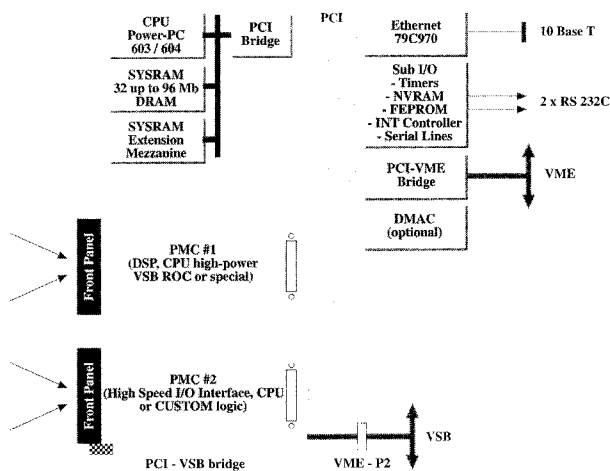 CPU
Power-PC
603 / 604
PCI
Bridge
PCI
Ethernet
79C970
10 Base T
SYSRAM
32 up to 96 Mb
DRAM
Sub I/O
- Timers
- NVRAM
- FEPROM
- INT Controller
- Serial Lines
2 x RS 232C
SYSRAM
Extension
Mezzanine
PCI-VME
Bridge
VME
DMAC
(optional)
Front Panel
PMC #1
(DSP, CPU high-power
VSB ROC or special)
Front Panel
PMC #2
(High Speed I/O Interface, CPU
or CUSTOM logic)
VSB
PCI - VSB bridge
VME - P2